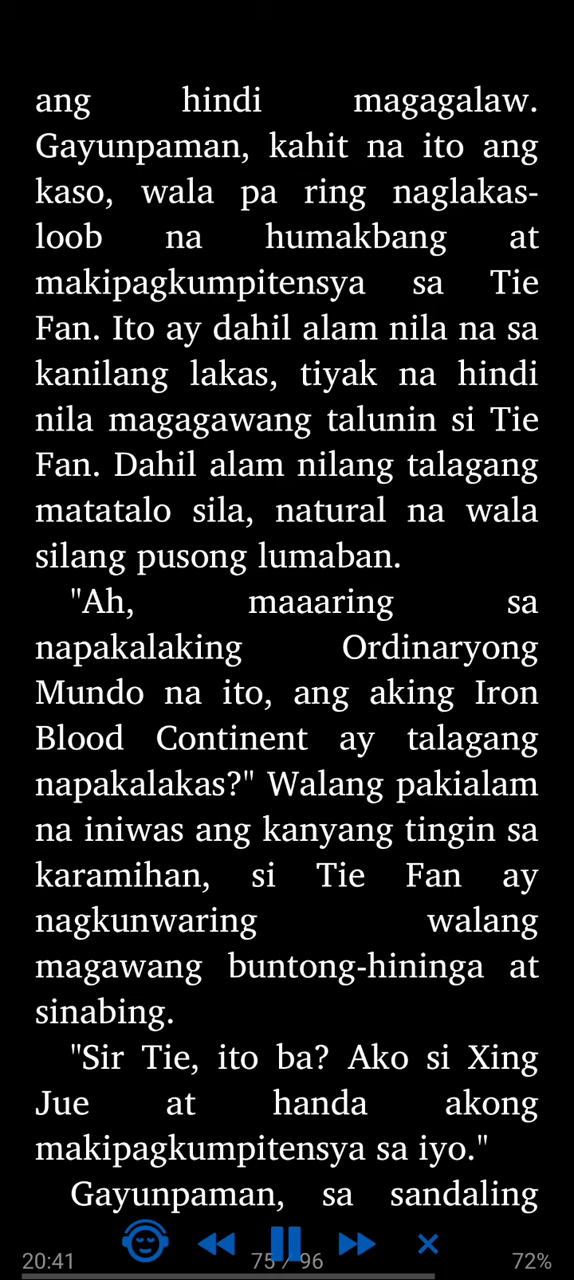 ang hindi magagalaw.
Gayunpaman, kahit na ito ang
kaso, wala pa ring naglakas-
loob na humakbang at
makipagkumpitensya sa Tie
Fan. Ito ay dahil alam nila na sa
kanilang lakas, tiyak na hindi
nila magagawang talunin si Tie
Fan. Dahil alam nilang talagang
matatalo sila, natural na wala
silang pusong lumaban.
"Ah, maaaring sa
napakalaking Ordinaryong
Mundo na ito, ang aking Iron
Blood Continent ay talagang
napakalakas?" Walang pakialam
na iniwas ang kanyang tingin sa
karamihan, si Tie Fan ay
nagkunwaring walang
magawang buntong-hininga at
sinabing.
"Sir Tie, ito ba? Ako si Xing
Jue at handa akong
makipagkumpitensya sa iyo."
Gayunpaman, sa sandaling
20:41 75 / 96 72%